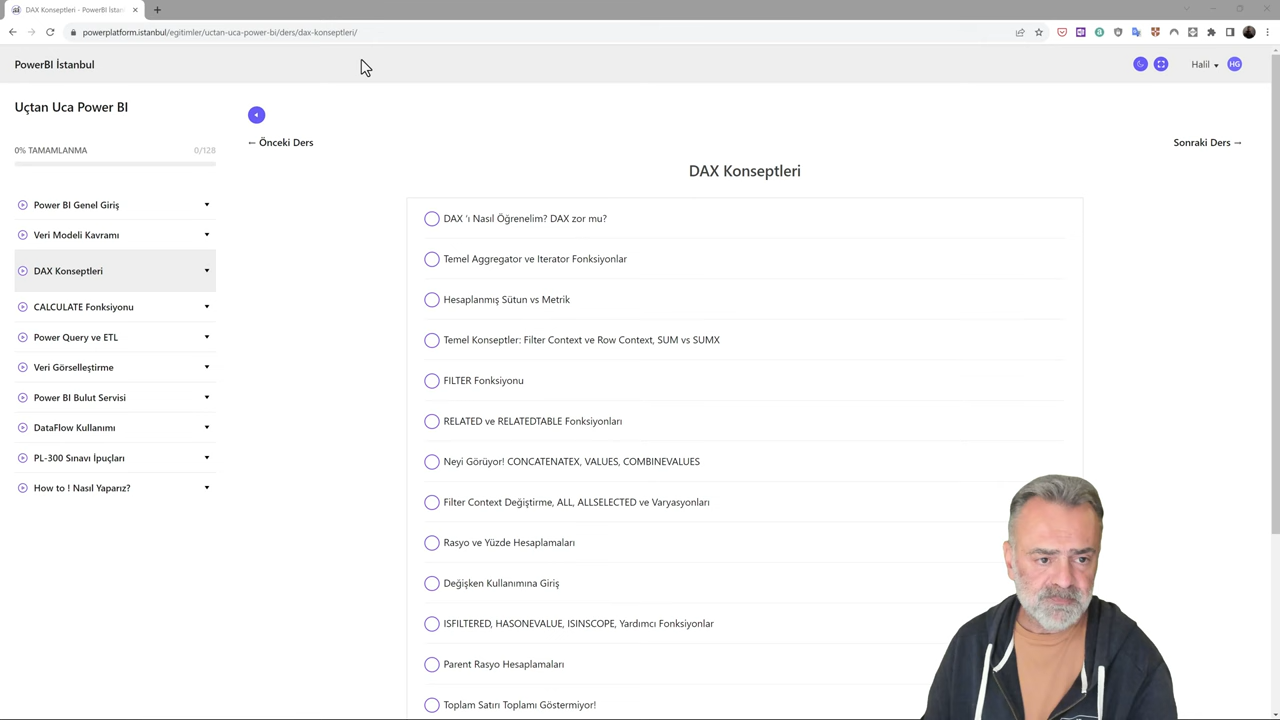 DAX Konseptleri - PowerBI İstan
powerplatform.istanbul/egitimler/uctan-uca-power-bi/ders/dax-konseptleri/
PowerBI İstanbul
Halil
HG
Uçtan Uca Power BI
0% TAMAMLANMA 0/128
Power BI Genel Giriş
Veri Modeli Kavramı
DAX Konseptleri
CALCULATE Fonksiyonu
Power Query ve ETL
Veri Görselleştirme
Power BI Bulut Servisi
DataFlow Kullanımı
PL-300 Sınavı İpuçları
How to ! Nasıl Yaparız?
← Önceki Ders
Sonraki Ders →
DAX Konseptleri
DAX 'ı Nasıl Öğrenelim? DAX zor mu?
Temel Aggregator ve Iterator Fonksiyonlar
Hesaplanmış Sütun vs Metrik
Temel Konseptler: Filter Context ve Row Context, SUM vs SUMX
FILTER Fonksiyonu
RELATED ve RELATEDTABLE Fonksiyonları
Neyi Görüyor! CONCATENATEX, VALUES, COMBINEVALUES
Filter Context Değiştirme, ALL, ALLSELECTED ve Varyasyonları
Rasyo ve Yüzde Hesaplamaları
Değişken Kullanımına Giriş
ISFILTERED, HASONEVALUE, ISINSCOPE, Yardımcı Fonksiyonlar
Parent Rasyo Hesaplamaları
Toplam Satırı Toplamı Göstermiyor!